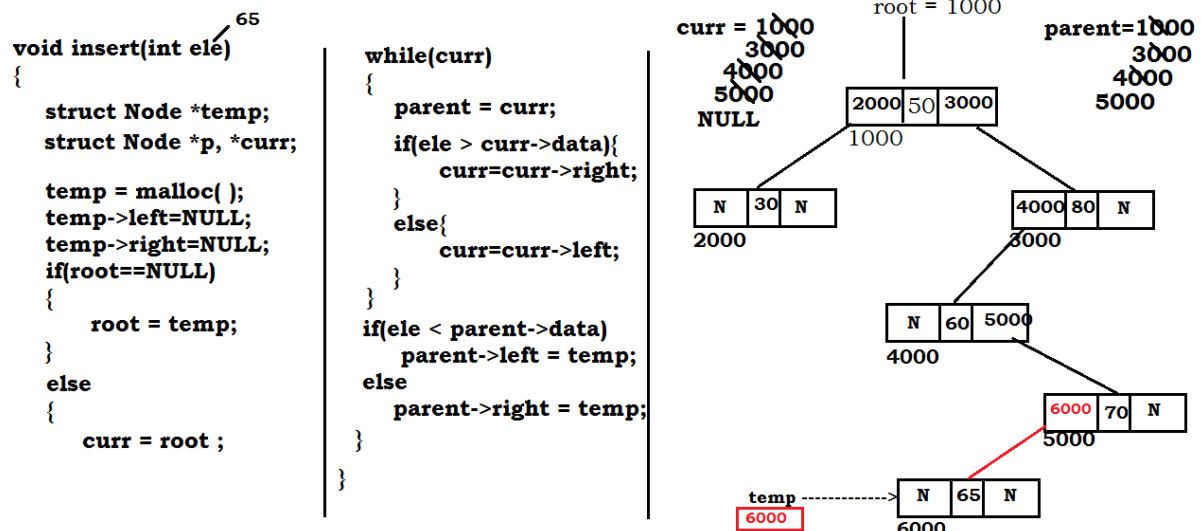 65
void insert(int ele)
{
struct Node *temp;
struct Node *p, *curr;
temp = malloc( );
temp->left=NULL;
temp->right=NULL;
if(root==NULL)
{
root = temp;
}
else
{
curr = root ;
while(curr)
{
parent = curr;
if(ele > curr->data){
curr=curr->right;
}
else{
curr=curr->left;
}
}
if(ele < parent->data)
parent->left = temp;
else
parent->right = temp;
}
}
root = 1000
curr = 1000
3000
4000
5000
NULL
parent=1000
3000
4000
5000
2000 50 3000
1000
N 30 N
2000
4000 80 N
3000
N 60 5000
4000
6000 70 N
5000
temp ------------>
6000
N 65 N
6000